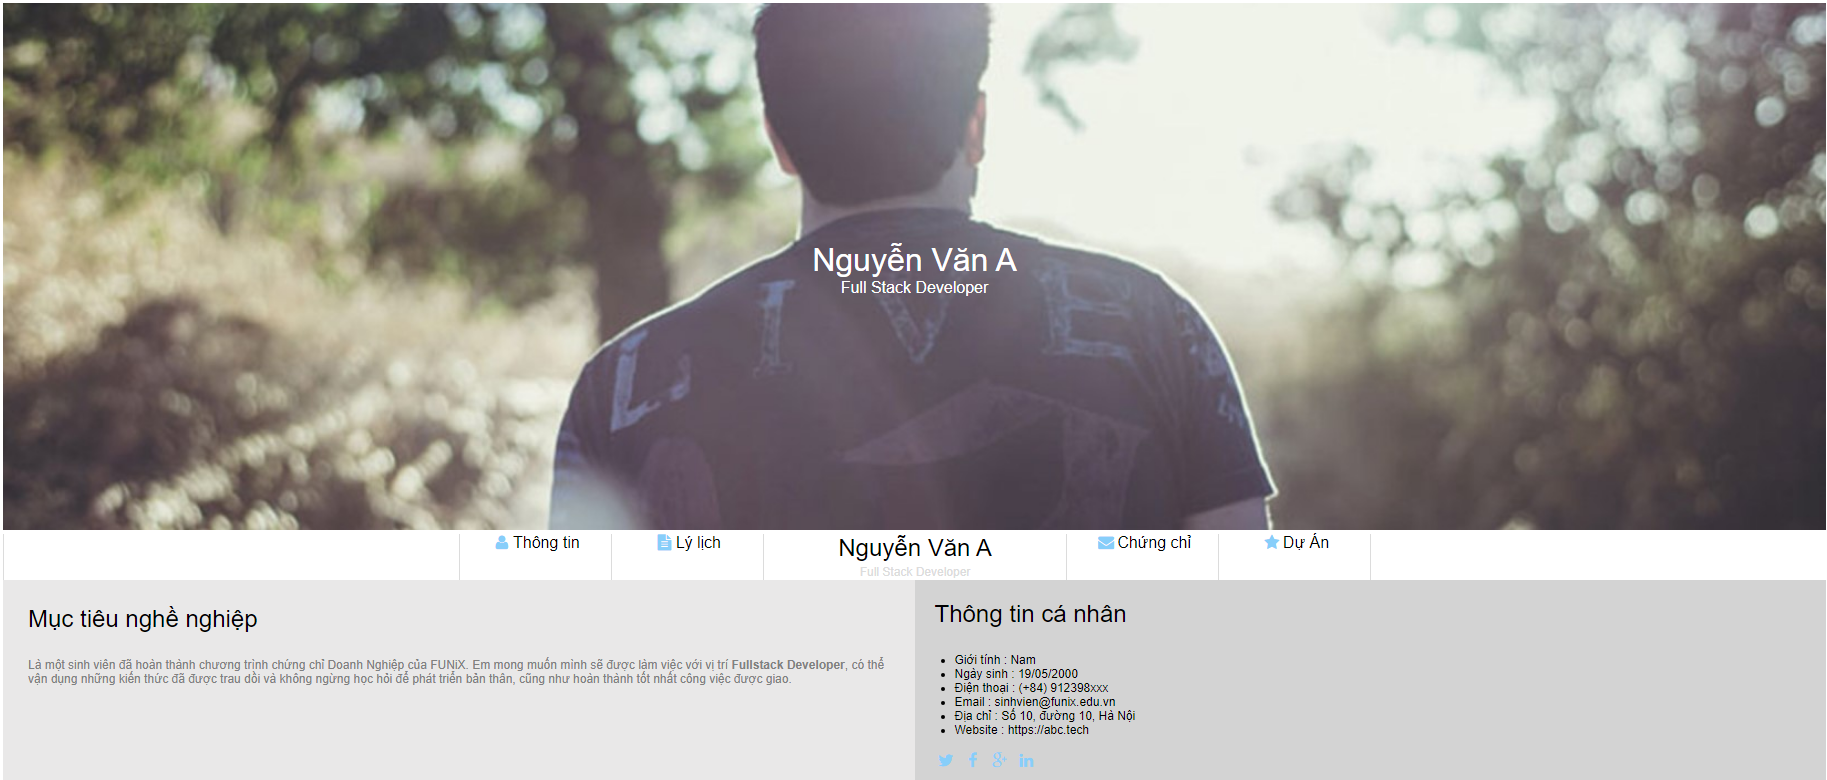 LIVE
Nguyễn Văn A
Full Stack Developer
Thông tin
Lý lịch
Nguyễn Văn A
Full Stack Developer
Chứng chỉ
Dự Án
Mục tiêu nghề nghiệp
Là một sinh viên đã hoàn thành chương trình chứng chỉ Doanh Nghiệp của FUNiX. Em mong muốn mình sẽ được làm việc với vị trí Fullstack Developer, có thể
vận dụng những kiến thức đã được trau dồi và không ngừng học hỏi để phát triển bản thân, cũng như hoàn thành tốt nhất công việc được giao.
Thông tin cá nhân
Giới tính : Nam
Ngày sinh : 19/05/2000
Điện thoại : (+84) 912398xxx
Email : sinhvien@funix.edu.vn
Địa chỉ : Số 10, đường 10, Hà Nội
Website : https://abc.tech